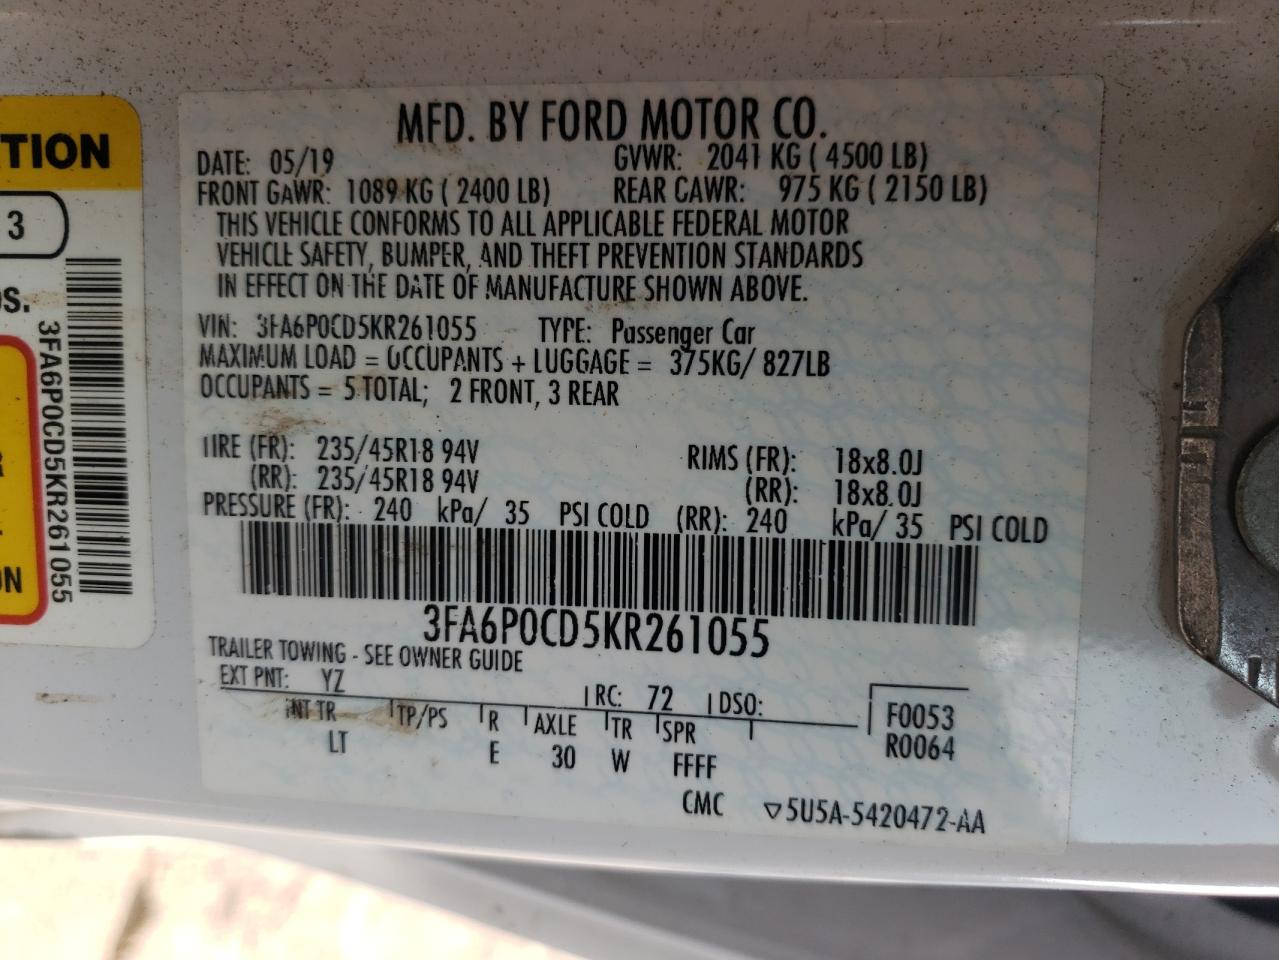 TION
3
OS.
3FA6P0CD5KR261055
R
ON
MFD. BY FORD MOTOR CO.
DATE: 05/19 GVWR: 2041 KG ( 4500 LB)
FRONT GAWR: 1089 KG ( 2400 LB) REAR GAWR: 975 KG ( 2150 LB)
THIS VEHICLE CONFORMS TO ALL APPLICABLE FEDERAL MOTOR
VEHICLE SAFETY, BUMPER, AND THEFT PREVENTION STANDARDS
IN EFFECT ON THE DATE OF MANUFACTURE SHOWN ABOVE.
VIN: 3FA6P0CD5KR261055 TYPE: Passenger Car
MAXIMUM LOAD = OCCUPANTS + LUGGAGE = 375KG/ 827LB
OCCUPANTS = 5 TOTAL; 2 FRONT, 3 REAR
TIRE (FR): 235/45R18 94V RIMS (FR): 18x8.0J
(RR): 235/45R18 94V (RR): 18x8.0J
PRESSURE (FR): 240 kPa/ 35 PSI COLD (RR): 240 kPa/ 35 PSI COLD
3FA6P0CD5KR261055
TRAILER TOWING - SEE OWNER GUIDE
EXT PNT: YZ RC: 72 DSO:
INT TR TP/PS R AXLE TR SPR F0053
LT E 30 W FFFF R0064
CMC ▽5U5A-5420472-AA